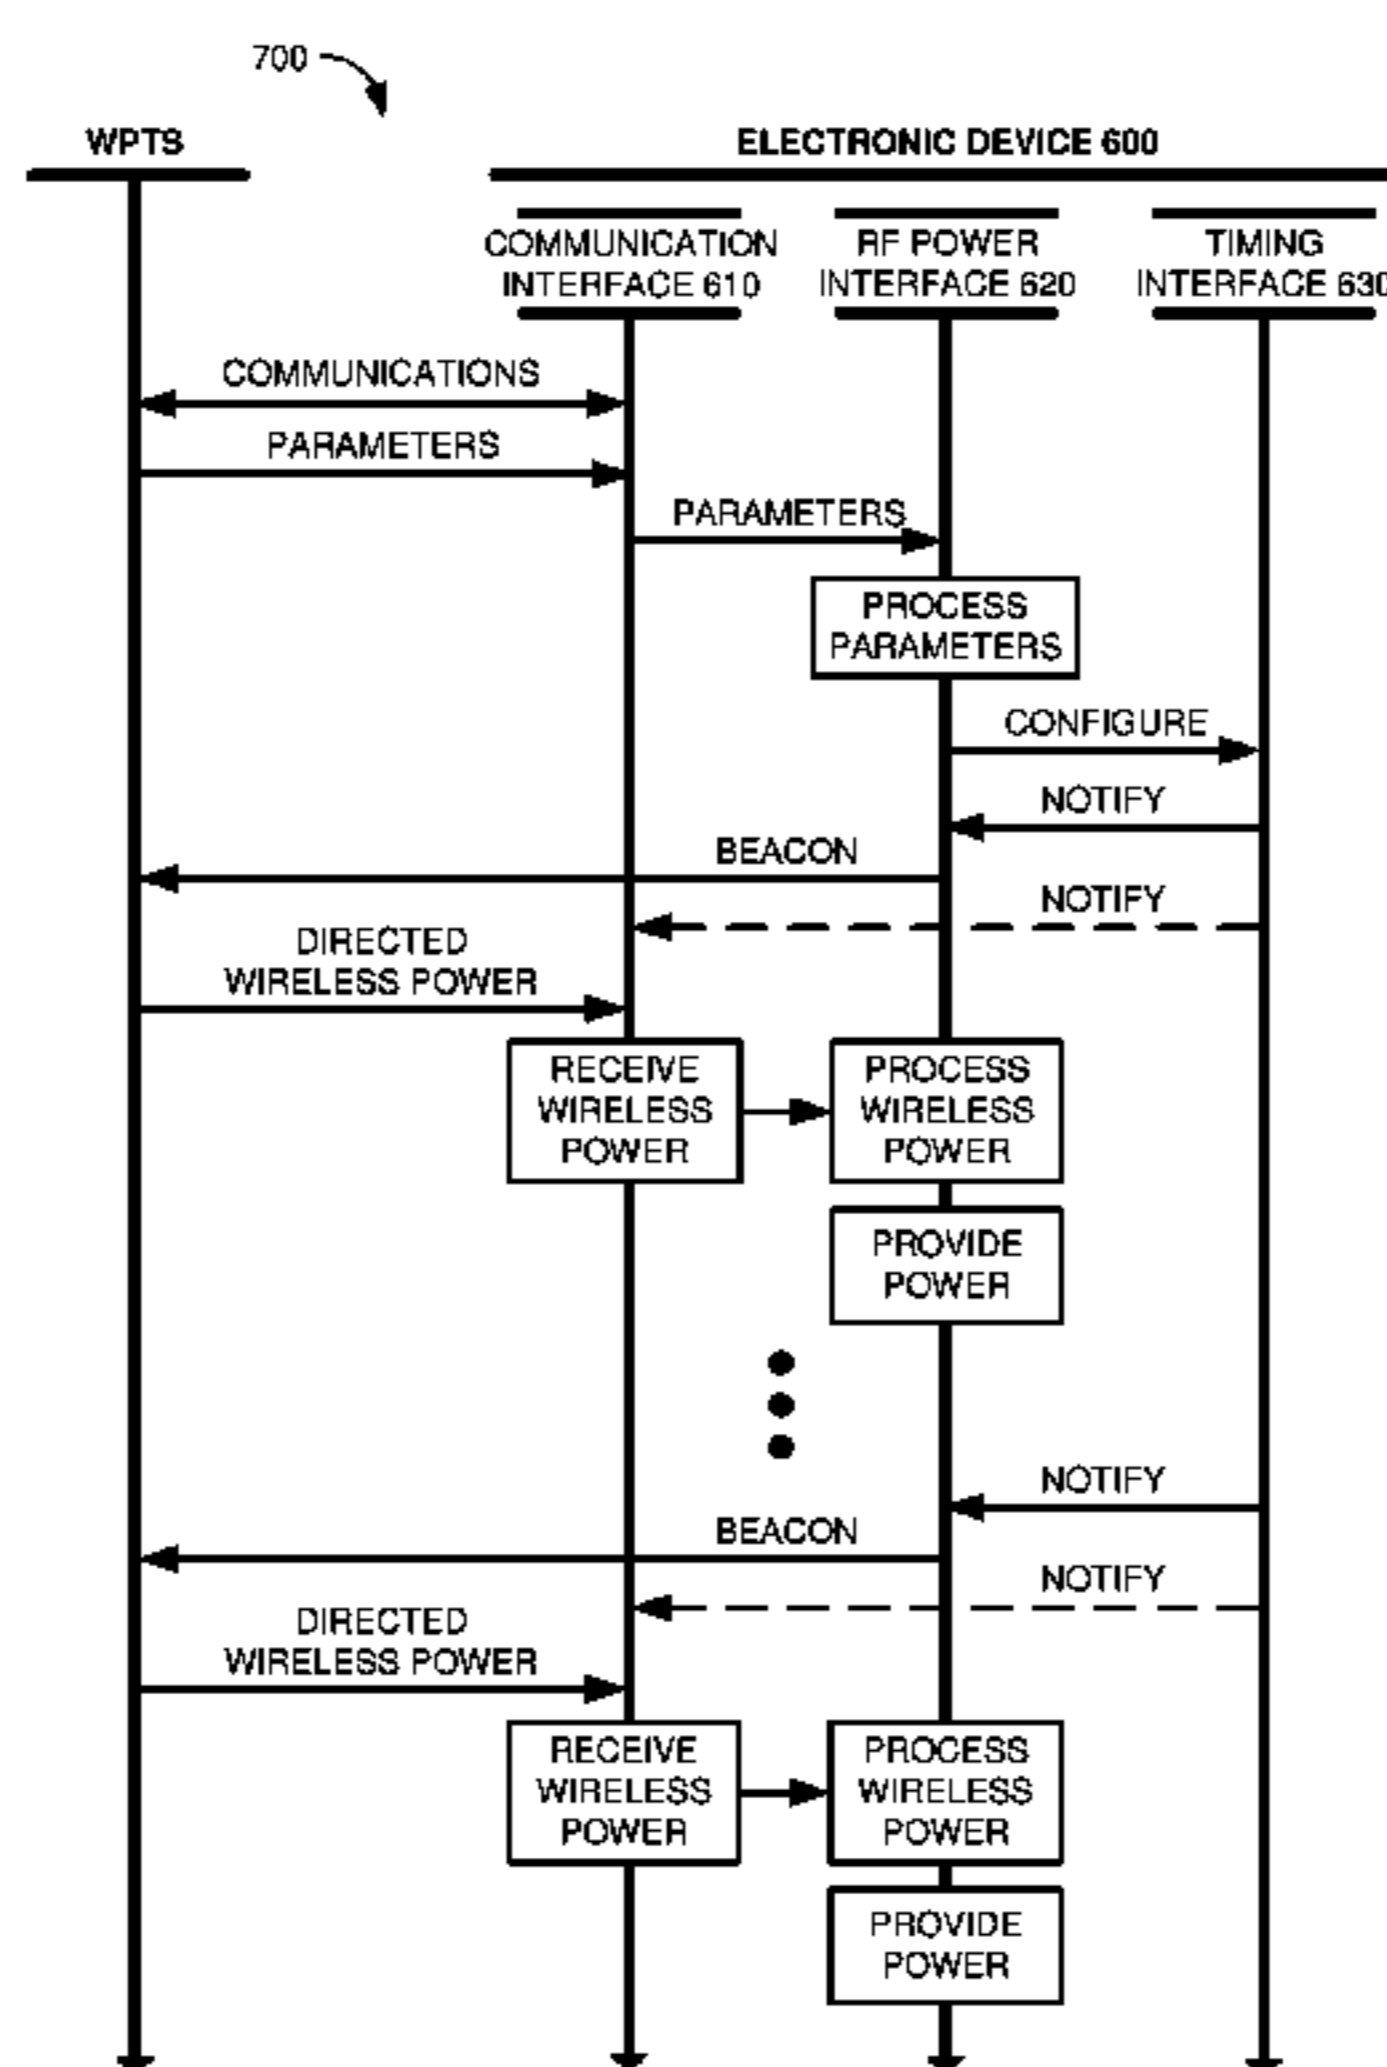 700
WPTS
ELECTRONIC DEVICE 600
COMMUNICATION
INTERFACE 610
RF POWER
INTERFACE 620
TIMING
INTERFACE 630
COMMUNICATIONS
PARAMETERS
PARAMETERS
PROCESS
PARAMETERS
CONFIGURE
NOTIFY
BEACON
NOTIFY
DIRECTED
WIRELESS POWER
RECEIVE
WIRELESS
POWER
PROCESS
WIRELESS
POWER
PROVIDE
POWER
NOTIFY
BEACON
NOTIFY
DIRECTED
WIRELESS POWER
RECEIVE
WIRELESS
POWER
PROCESS
WIRELESS
POWER
PROVIDE
POWER